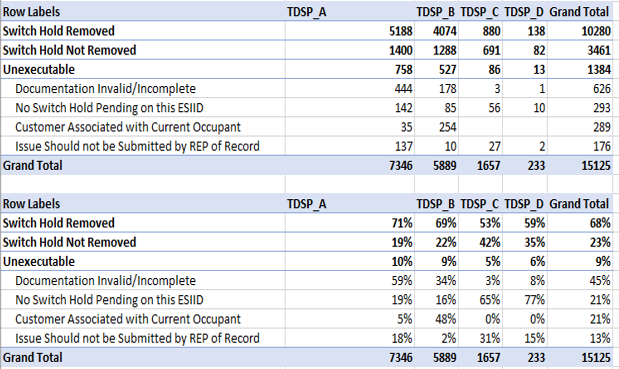 Row Labels TDSP_A TDSP_B TDSP_C TDSP_D Grand Total
Switch Hold Removed 5188 4074 880 138 10280
Switch Hold Not Removed 1400 1288 691 82 3461
Unexecutable 758 527 86 13 1384
Documentation Invalid/Incomplete 444 178 3 1 626
No Switch Hold Pending on this ESIID 142 85 56 10 293
Customer Associated with Current Occupant 35 254 289
Issue Should not be Submitted by REP of Record 137 10 27 2 176
Grand Total 7346 5889 1657 233 15125
Row Labels TDSP_A TDSP_B TDSP_C TDSP_D Grand Total
Switch Hold Removed 71% 69% 53% 59% 68%
Switch Hold Not Removed 19% 22% 42% 35% 23%
Unexecutable 10% 9% 5% 6% 9%
Documentation Invalid/Incomplete 59% 34% 3% 8% 45%
No Switch Hold Pending on this ESIID 19% 16% 65% 77% 21%
Customer Associated with Current Occupant 5% 48% 0% 0% 21%
Issue Should not be Submitted by REP of Record 18% 2% 31% 15% 13%
Grand Total 7346 5889 1657 233 15125